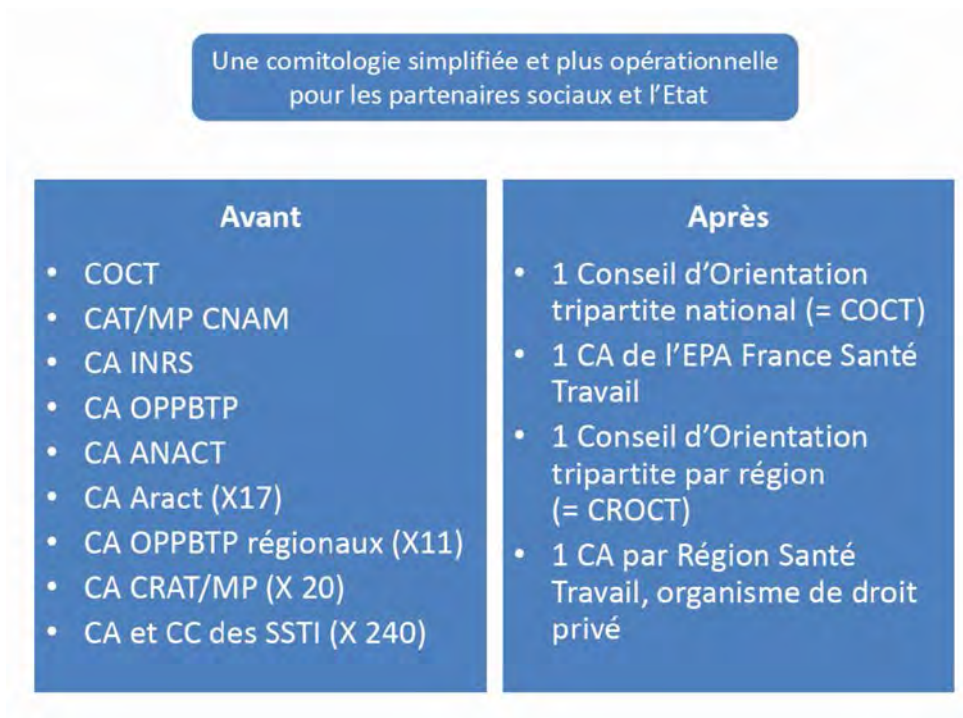 Une comitologie simplifiée et plus opérationnelle
pour les partenaires sociaux et l'Etat
Avant
• COCT
• CAT/MP CNAM
• CA INRS
• CA OPPBTP
• CA ANACT
• CA Aract (X17)
• CA OPPBTP régionaux (X11)
• CA CRAT/MP (X 20)
• CA et CC des SSTI (X 240)
Après
• 1 Conseil d'Orientation
tripartite national (= COCT)
• 1 CA de l'EPA France Santé
Travail
• 1 Conseil d'Orientation
tripartite par région
(= CROCT)
• 1 CA par Région Santé
Travail, organisme de droit
privé